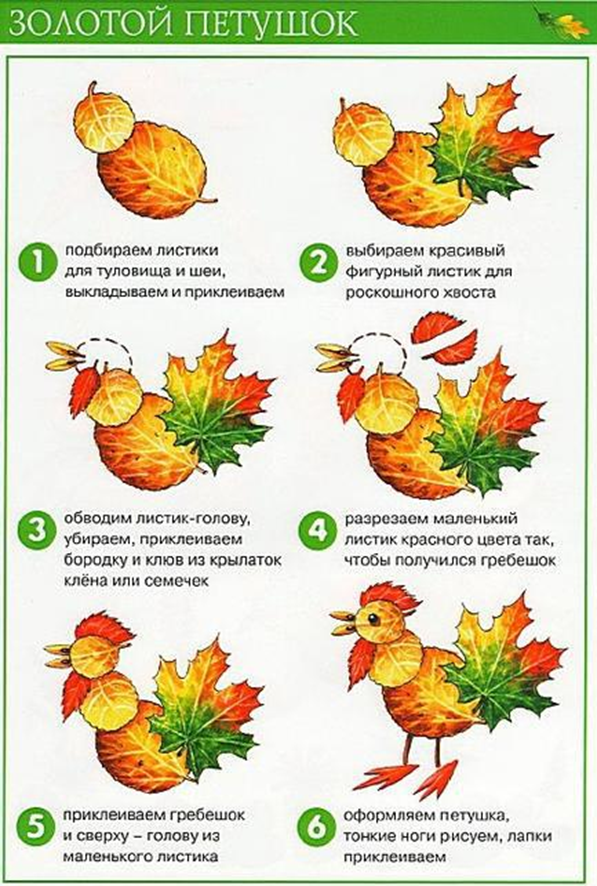 ЗОЛОТОЙ ПЕТУШОК
1
подбираем листики
для туловища и шеи,
выкладываем и приклеиваем
2
выбираем красивый
фигурный листик для
роскошного хвоста
3
обводим листик-голову,
убираем, приклеиваем
бородку и клюв из крылаток
клёна или семечек
4
разрезаем маленький
листик красного цвета так,
чтобы получился гребешок
5
приклеиваем гребешок
и сверху – голову из
маленького листика
6
оформляем петушка,
тонкие ноги рисуем, лапки
приклеиваем